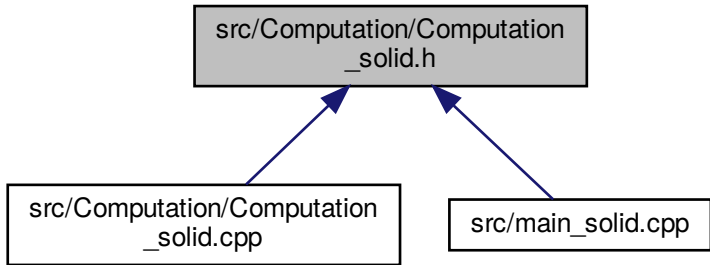 src/Computation/Computation
_solid.h
src/Computation/Computation
_solid.cpp
src/main_solid.cpp